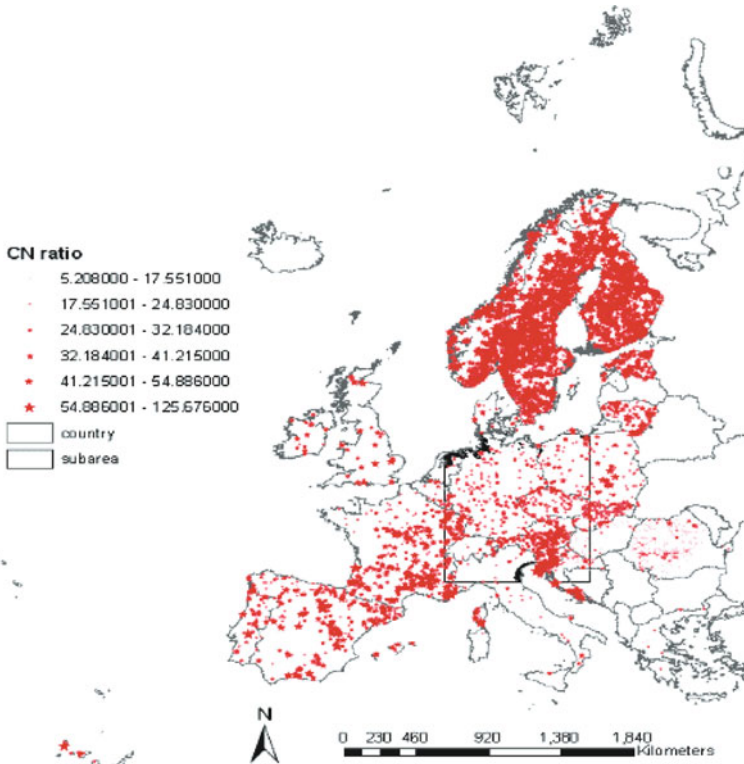 CN ratio
5.208000 - 17.551000
17.551001 - 24.830000
24.830001 - 32.184000
32.184001 - 41.215000
41.215001 - 54.886000
54.886001 - 125.676000
country
subarea
N
0 230 460 920 1,380 1,840
Kilometers